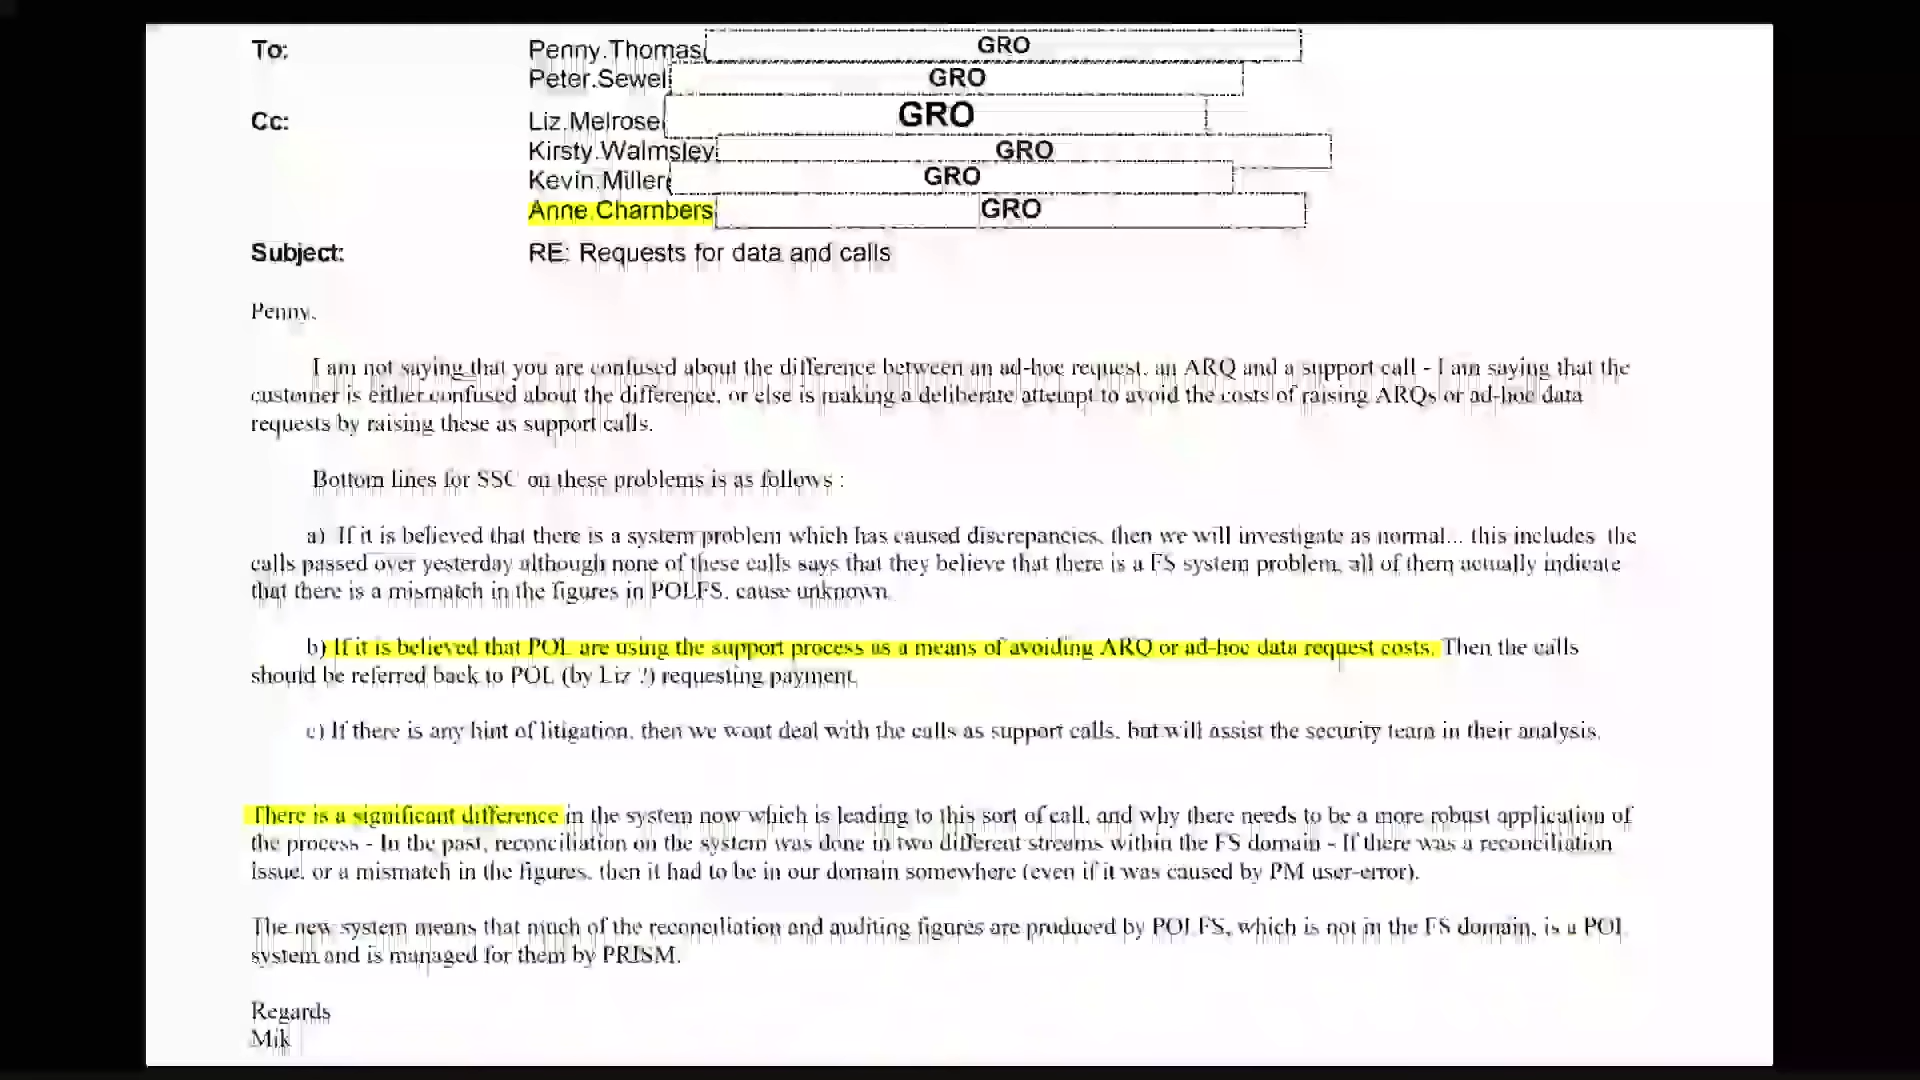 To: Penny.Thomas GRO
Peter.Sewel GRO
Cc: Liz.Melrose GRO
Kirsty.Walmsley GRO
Kevin.Miller GRO
Anne.Chambers GRO
Subject: RE: Requests for data and calls
Penny,
I am not saying that you are confused about the difference between an ad-hoc request, an ARQ and a support call - I am saying that the
customer is either confused about the difference, or else is making a deliberate attempt to avoid the costs of raising ARQs or ad-hoc data
requests by raising these as support calls.
Bottom lines for SSC on these problems is as follows :
a) If it is believed that there is a system problem which has caused discrepancies, then we will investigate as normal... this includes the
calls passed over yesterday although none of these calls says that they believe that there is a FS system problem, all of them actually indicate
that there is a mismatch in the figures in POLFS, cause unknown.
b) If it is believed that POL are using the support process as a means of avoiding ARQ or ad-hoc data request costs. Then the calls
should be referred back to POL (by Liz ?) requesting payment.
c) If there is any hint of litigation, then we wont deal with the calls as support calls, but will assist the security team in their analysis.
There is a significant difference in the system now which is leading to this sort of call, and why there needs to be a more robust application of
the process - In the past, reconciliation on the system was done in two different streams within the FS domain - If there was a reconciliation
issue, or a mismatch in the figures, then it had to be in our domain somewhere (even if it was caused by PM user-error).
The new system means that much of the reconciliation and auditing figures are produced by POLFS, which is not in the FS domain, is a POL
system and is managed for them by PRISM.
Regards
Mik